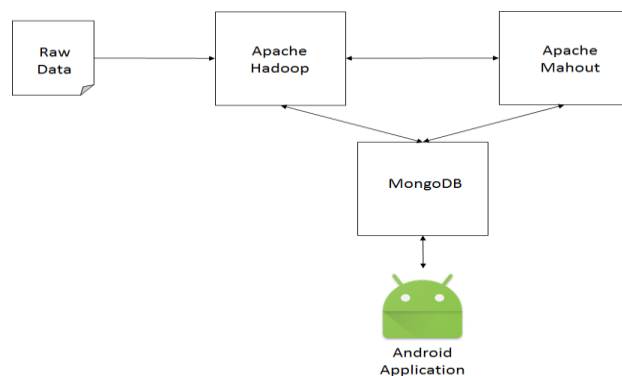 Raw
Data
Apache
Hadoop
Apache
Mahout
MongoDB
Android
Application